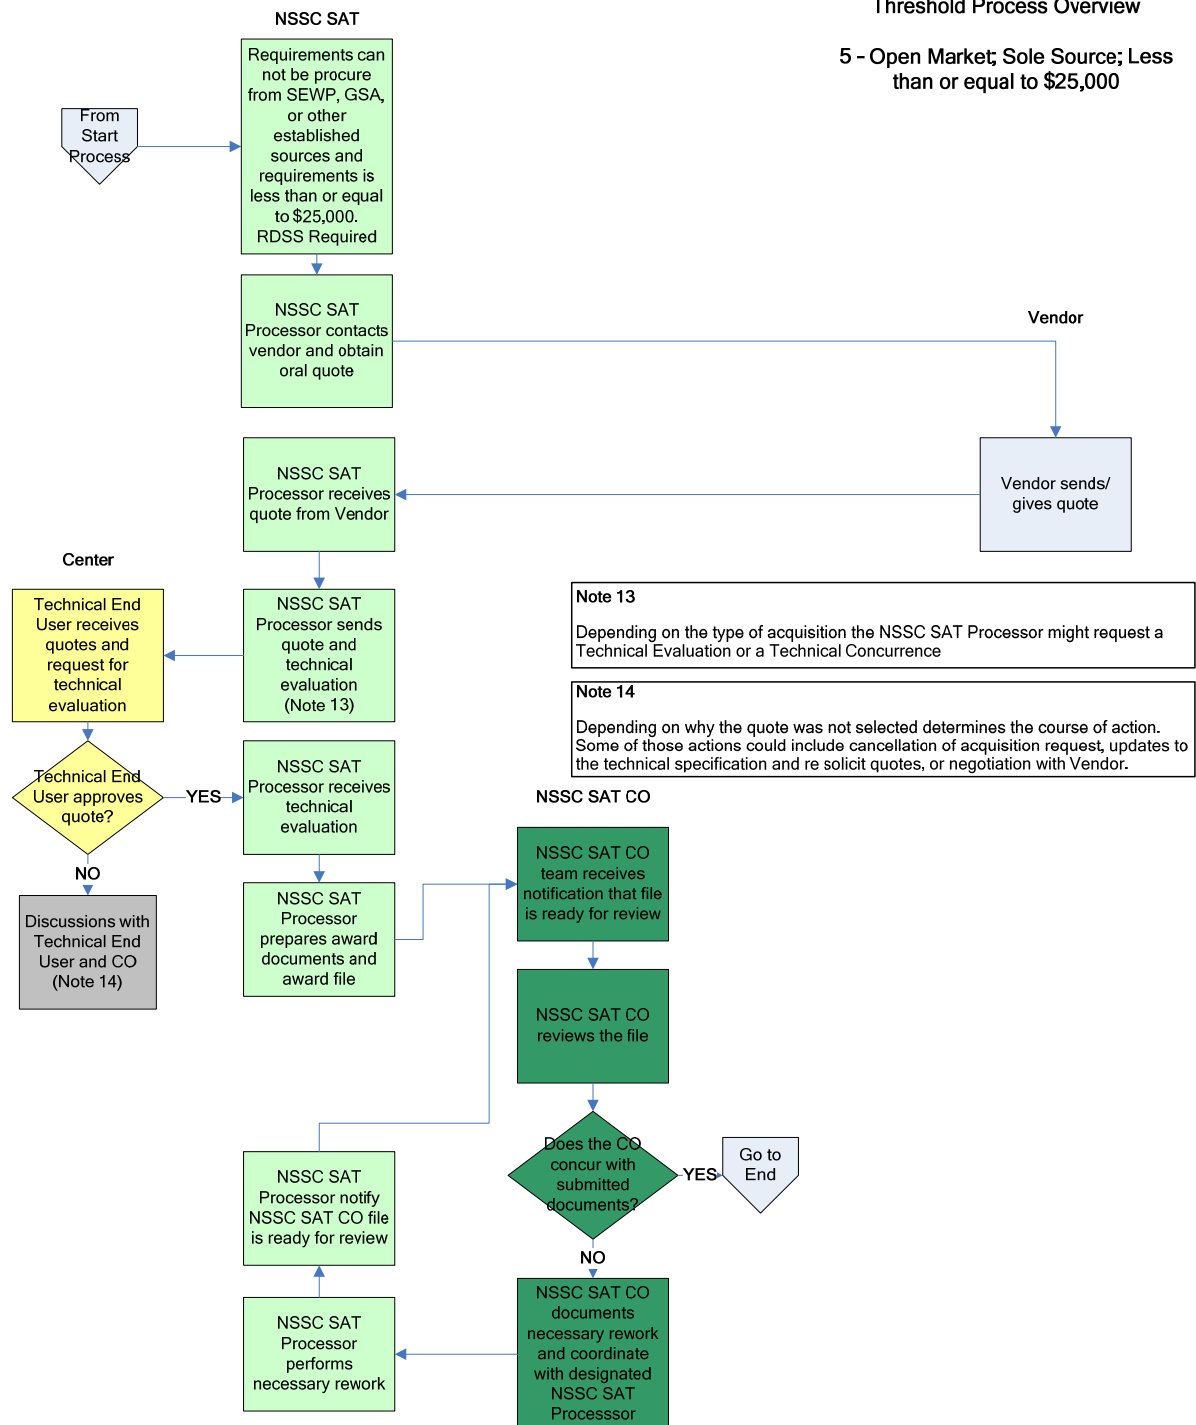 Threshold Process Overview
5 - Open Market; Sole Source; Less
than or equal to $25,000
NSSC SAT
From
Start
Process
Requirements can
not be procure
from SEWP, GSA,
or other
established
sources and
requirements is
less than or equal
to $25,000.
RDSS Required
NSSC SAT
Processor contacts
vendor and obtain
oral quote
Vendor
Vendor sends/
gives quote
NSSC SAT
Processor receives
quote from Vendor
Center
Technical End
User receives
quotes and
request for
technical
evaluation
NSSC SAT
Processor sends
quote and
technical
evaluation
(Note 13)
Note 13
Depending on the type of acquisition the NSSC SAT Processor might request a
Technical Evaluation or a Technical Concurrence
Note 14
Depending on why the quote was not selected determines the course of action.
Some of those actions could include cancellation of acquisition request, updates to
the technical specification and re solicit quotes, or negotiation with Vendor.
Technical End
User approves
quote?
YES
NSSC SAT
Processor receives
technical
evaluation
NO
Discussions with
Technical End
User and CO
(Note 14)
NSSC SAT
Processor
prepares award
documents and
award file
NSSC SAT CO
NSSC SAT CO
team receives
notification that file
is ready for review
NSSC SAT CO
reviews the file
Does the CO
concur with
submitted
documents?
YES
Go to
End
NO
NSSC SAT CO
documents
necessary rework
and coordinate
with designated
NSSC SAT
Processsor
NSSC SAT
Processor
performs
necessary rework
NSSC SAT
Processor notify
NSSC SAT CO file
is ready for review